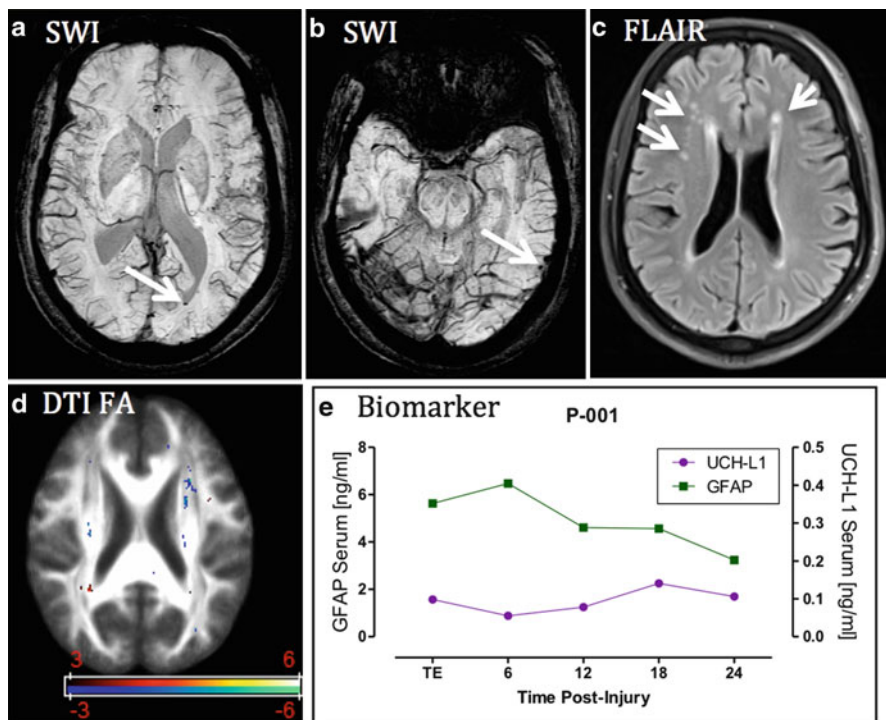 a SWI
b SWI
c FLAIR
d DTI FA
3 6
-3 -6
e Biomarker
P-001
UCH-L1
GFAP
GFAP Serum [ng/ml]
8
6
4
2
0
UCH-L1 Serum [ng/ml]
0.5
0.4
0.3
0.2
0.1
0.0
TE 6 12 18 24
Time Post-Injury